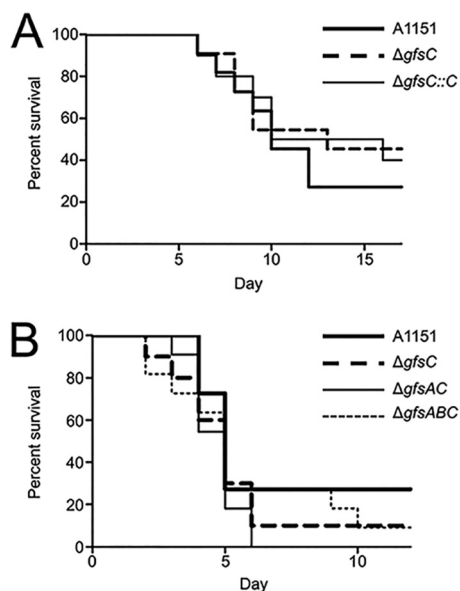 A
Percent survival
100
80
60
40
20
0
0 5 10 15
Day
A1151
ΔgfsC
ΔgfsC::C
B
Percent survival
100
80
60
40
20
0
0 5 10
Day
A1151
ΔgfsC
ΔgfsAC
ΔgfsABC